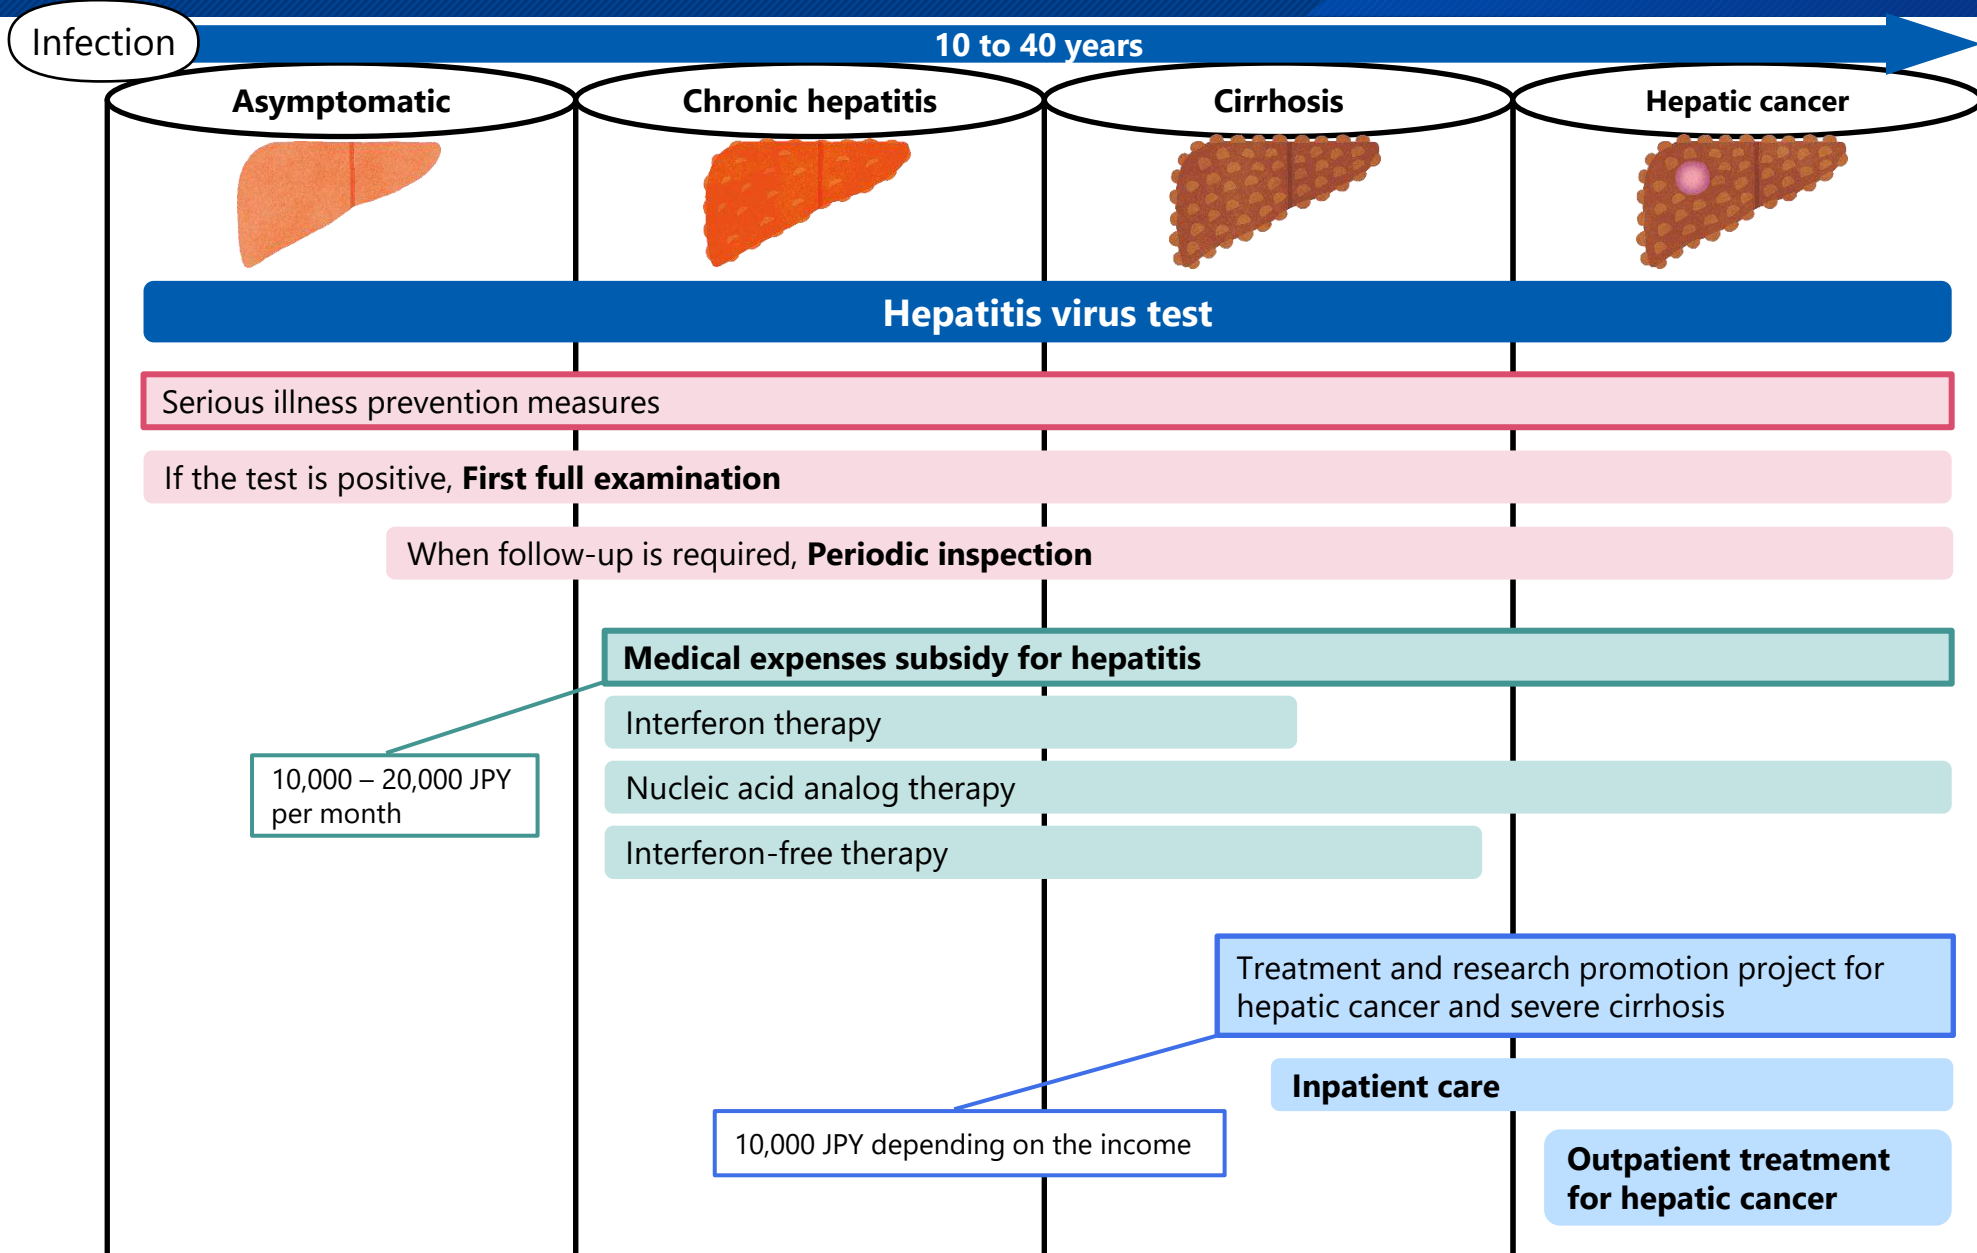 Infection
10 to 40 years
Asymptomatic
Chronic hepatitis
Cirrhosis
Hepatic cancer
Hepatitis virus test
Serious illness prevention measures
If the test is positive, First full examination
When follow-up is required, Periodic inspection
Medical expenses subsidy for hepatitis
Interferon therapy
10,000 – 20,000 JPY
per month
Nucleic acid analog therapy
Interferon-free therapy
Treatment and research promotion project for
hepatic cancer and severe cirrhosis
Inpatient care
10,000 JPY depending on the income
Outpatient treatment
for hepatic cancer